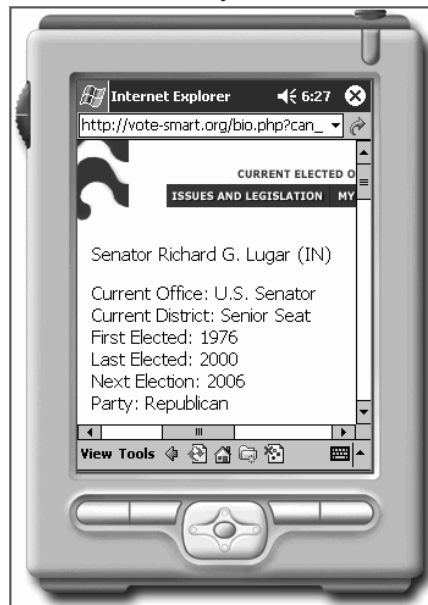 Internet Explorer 6:27
http://vote-smart.org/bio.php?can_
CURRENT ELECTED O
ISSUES AND LEGISLATION MY
Senator Richard G. Lugar (IN)
Current Office: U.S. Senator
Current District: Senior Seat
First Elected: 1976
Last Elected: 2000
Next Election: 2006
Party: Republican
View Tools